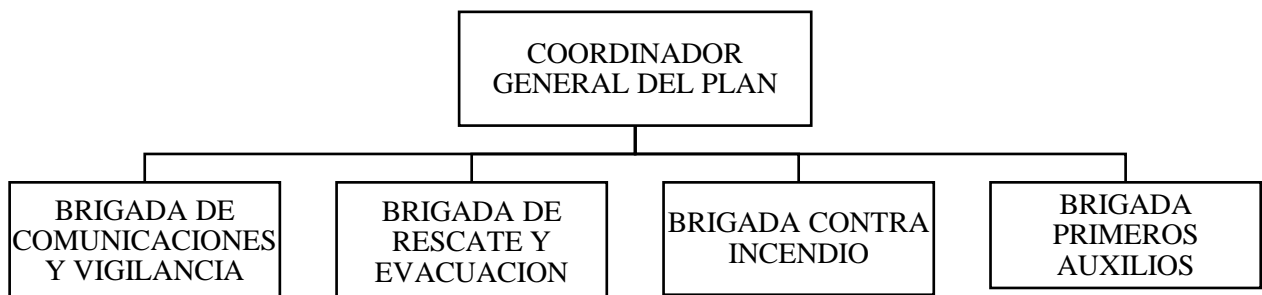 COORDINADOR
GENERAL DEL PLAN
BRIGADA DE
COMUNICACIONES
Y VIGILANCIA
BRIGADA DE
RESCATE Y
EVACUACION
BRIGADA CONTRA
INCENDIO
BRIGADA
PRIMEROS
AUXILIOS